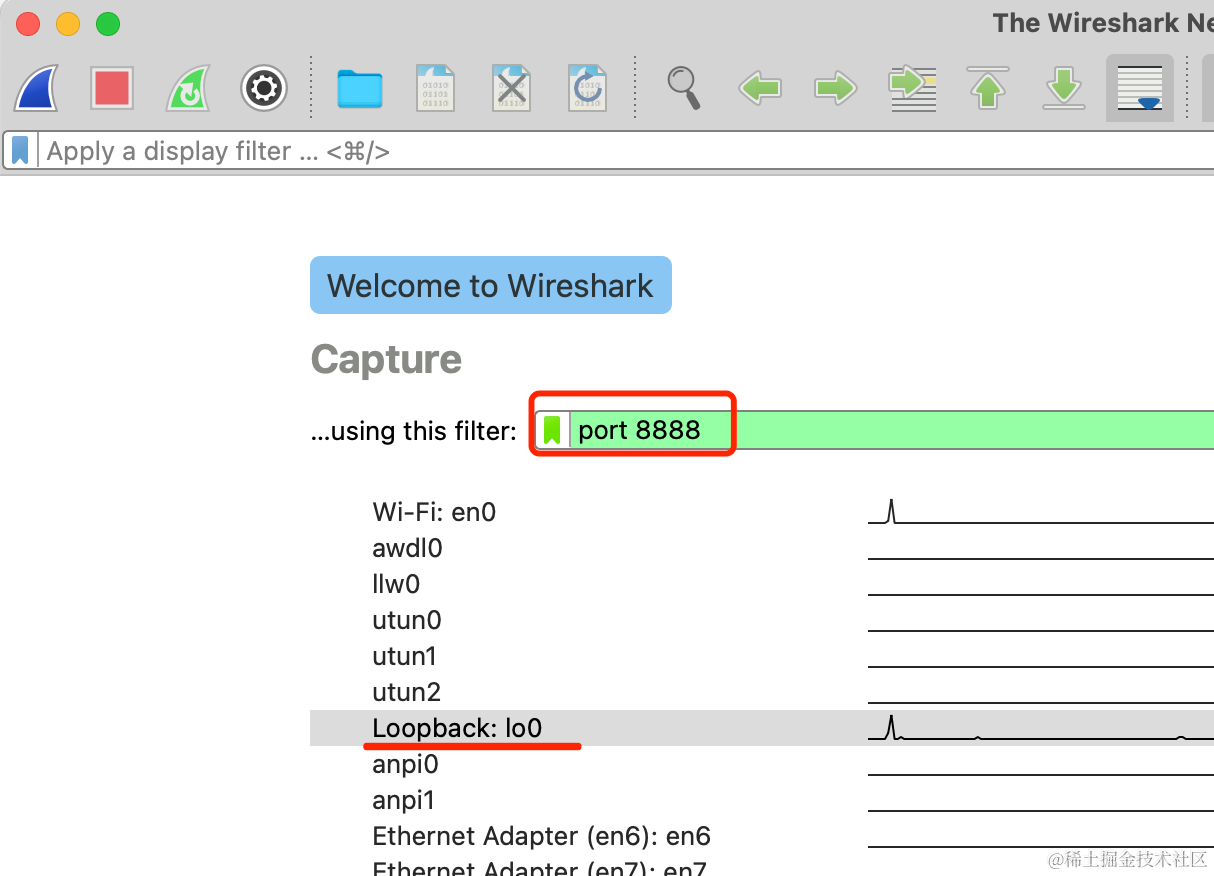 The Wireshark Ne
Apply a display filter ... <⌘/>
Welcome to Wireshark
Capture
...using this filter: port 8888
Wi-Fi: en0
awdl0
llw0
utun0
utun1
utun2
Loopback: lo0
anpi0
anpi1
Ethernet Adapter (en6): en6
Ethernet Adapter (en7): en7
@稀土掘金技术社区